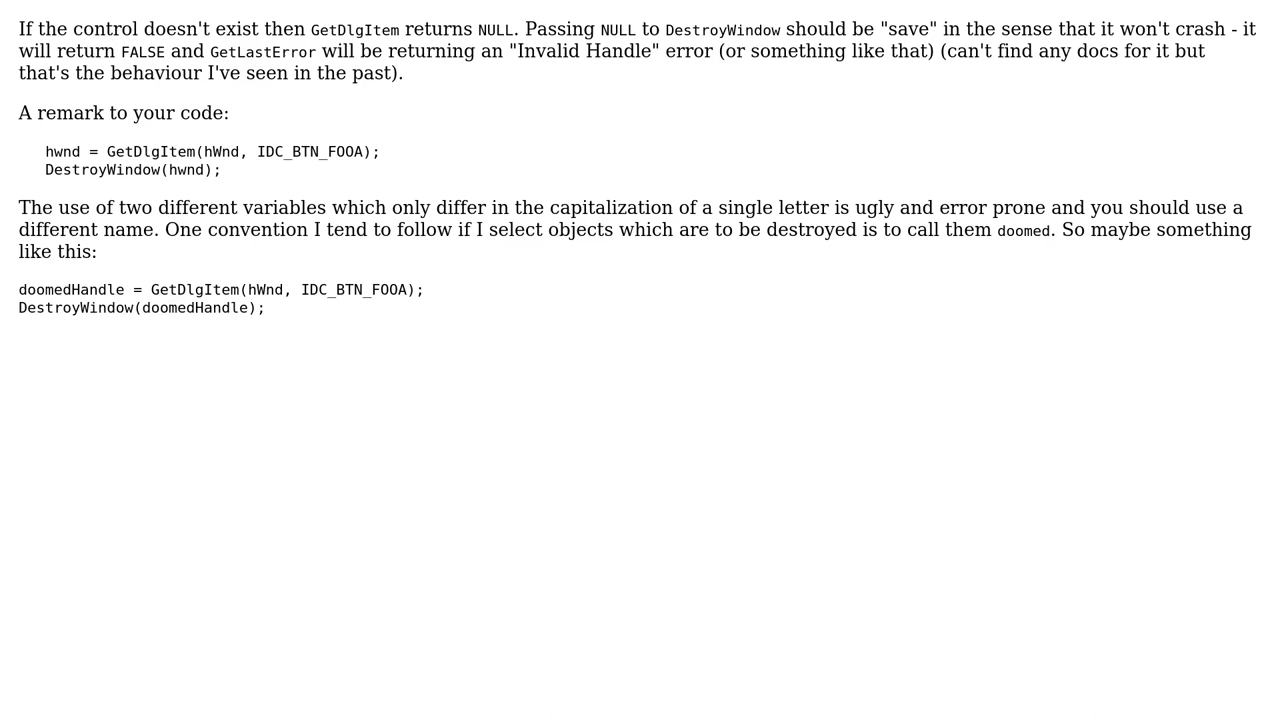 If the control doesn't exist then GetDlgItem returns NULL. Passing NULL to DestroyWindow should be "save" in the sense that it won't crash - it
will return FALSE and GetLastError will be returning an "Invalid Handle" error (or something like that) (can't find any docs for it but
that's the behaviour I've seen in the past).
A remark to your code:
   hwnd = GetDlgItem(hWnd, IDC_BTN_FOOA);
   DestroyWindow(hwnd);
The use of two different variables which only differ in the capitalization of a single letter is ugly and error prone and you should use a
different name. One convention I tend to follow if I select objects which are to be destroyed is to call them doomed. So maybe something
like this:
doomedHandle = GetDlgItem(hWnd, IDC_BTN_FOOA);
DestroyWindow(doomedHandle);